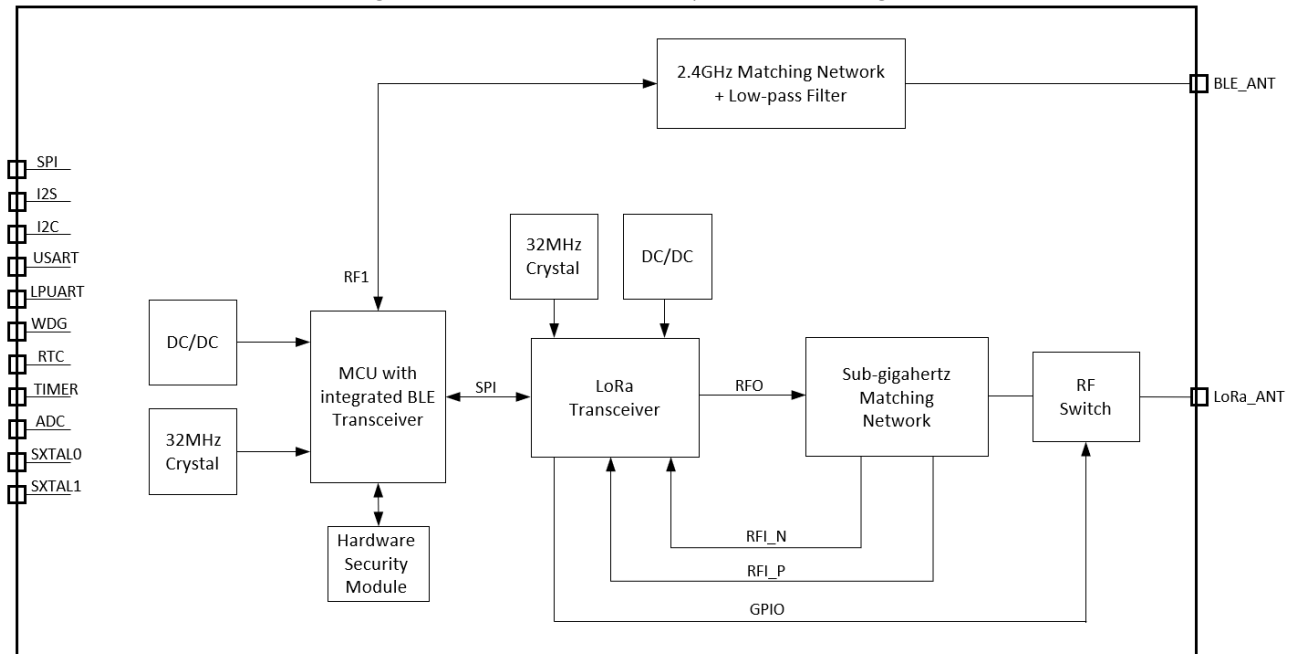 2.4GHz Matching Network
+ Low-pass Filter
BLE_ANT
SPI
I2S
I2C
USART
LPUART
WDG
RTC
TIMER
ADC
SXTAL0
SXTAL1
RF1
32MHz
Crystal
DC/DC
DC/DC
MCU with
integrated BLE
Transceiver
SPI
LoRa
Transceiver
RFO
Sub-gigahertz
Matching
Network
RF
Switch
LoRa_ANT
32MHz
Crystal
Hardware
Security
Module
RFI_N
RFI_P
GPIO